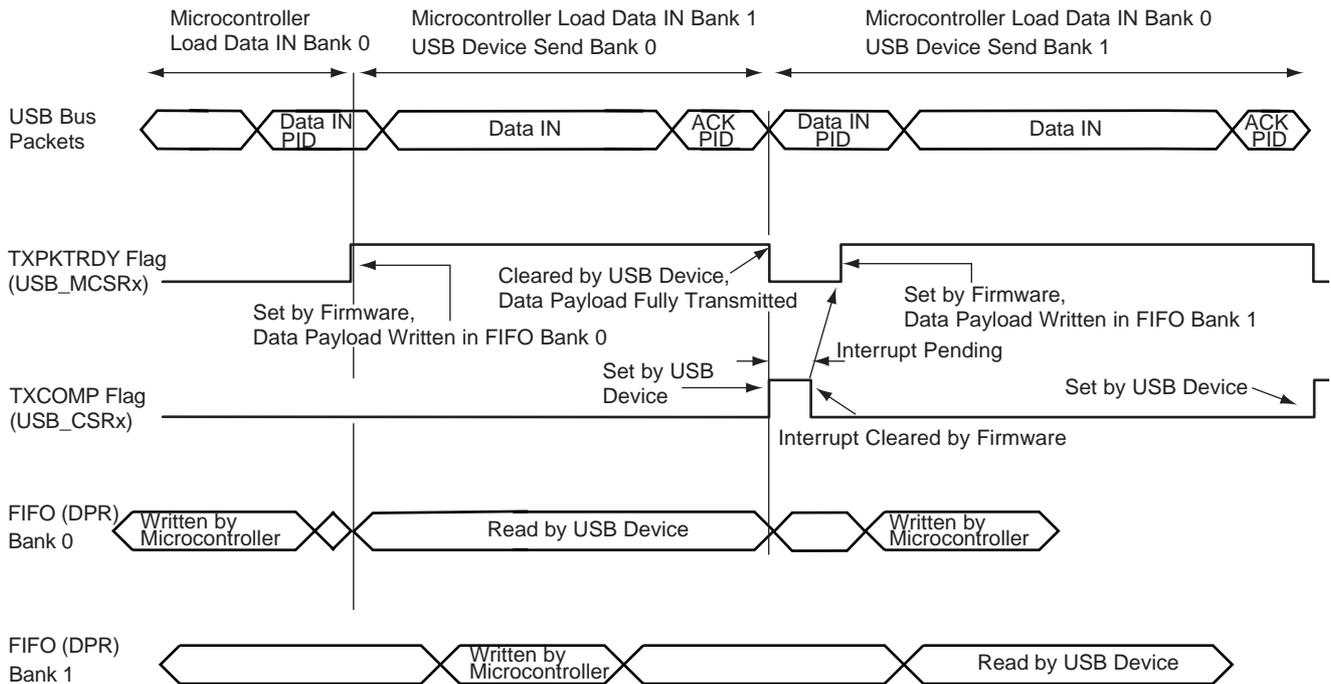 Microcontroller
Load Data IN Bank 0
Microcontroller Load Data IN Bank 1
USB Device Send Bank 0
Microcontroller Load Data IN Bank 0
USB Device Send Bank 1
USB Bus
Packets
Data IN
PID
Data IN
ACK
PID
Data IN
PID
Data IN
ACK
PID
TXPKTRDY Flag
(USB_MCSRx)
Set by Firmware,
Data Payload Written in FIFO Bank 0
Cleared by USB Device,
Data Payload Fully Transmitted
Set by Firmware,
Data Payload Written in FIFO Bank 1
Interrupt Pending
TXCOMP Flag
(USB_CSRx)
Set by USB
Device
Set by USB Device
Interrupt Cleared by Firmware
FIFO (DPR)
Bank 0
Written by
Microcontroller
Read by USB Device
Written by
Microcontroller
FIFO (DPR)
Bank 1
Written by
Microcontroller
Read by USB Device